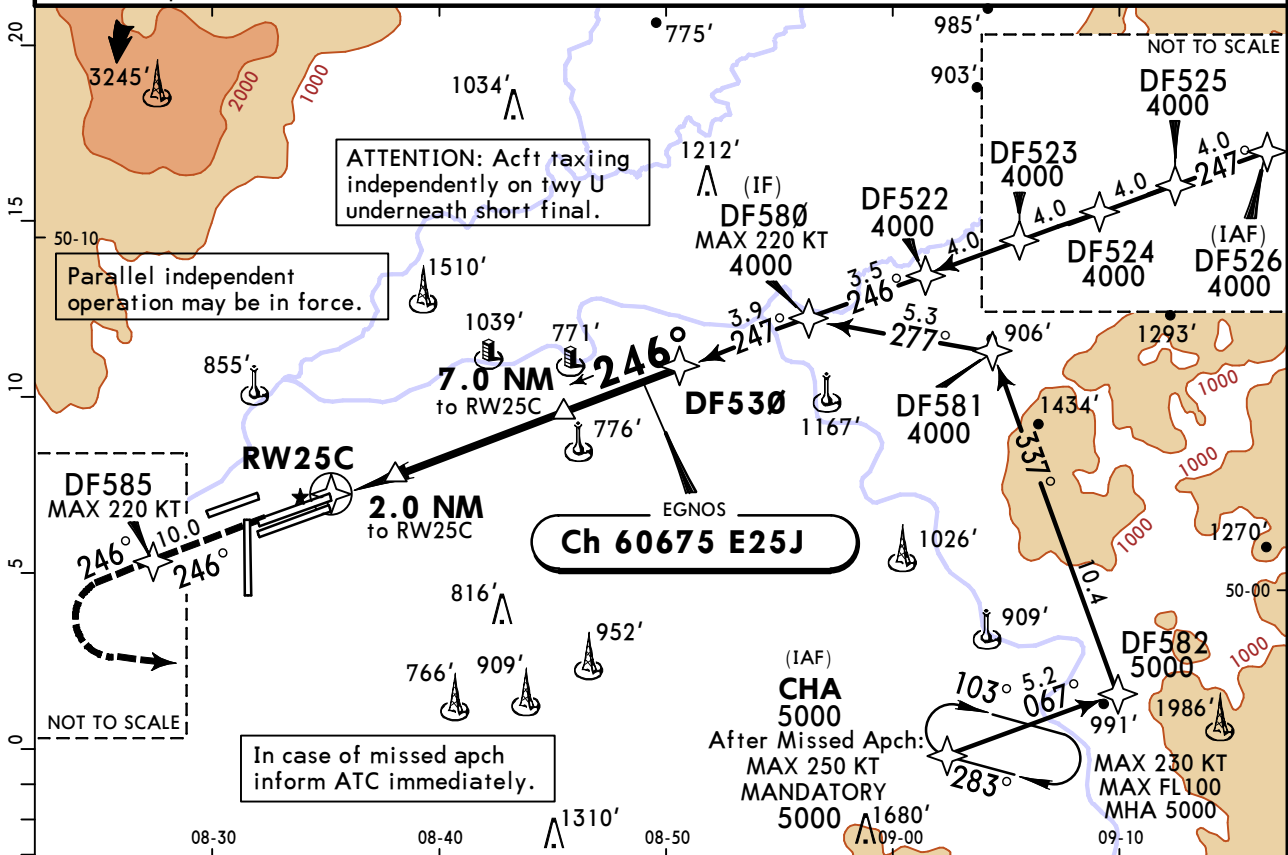 20
775'
985'
NOT TO SCALE
3245'
2000
1000
1034'
903'
DF525
4000
ATTENTION: Acft taxiing
independently on twy U
underneath short final.
1212'
(IF)
DF58Ø
MAX 220 KT
4000
DF522
4000
DF523
4000
4.0
247°
4.0
4.0
4.0
DF524
4000
(IAF)
DF526
4000
15
50-10
Parallel independent
operation may be in force.
1510'
3.5
246°
3.9
247°
5.3
277°
906'
1293'
1039'
771'
246°
855'
7.0 NM
to RW25C
DF53Ø
1167'
DF581
4000
1434'
1000
10
776'
337°
1000
RW25C
DF585
MAX 220 KT
2.0 NM
to RW25C
EGNOS
Ch 60675 E25J
1026'
1000
1270'
10.0
246°
246°
5
50-00
816'
10.4
952'
909'
DF582
5000
1000
766'
909'
(IAF)
CHA
5000
After Missed Apch:
MAX 250 KT
MANDATORY
5000
103°
5.2
067°
283°
991'
1986'
MAX 230 KT
MAX FL100
MHA 5000
NOT TO SCALE
0
In case of missed apch
inform ATC immediately.
1310'
1680'
08-30
08-40
08-50
09-00
09-10